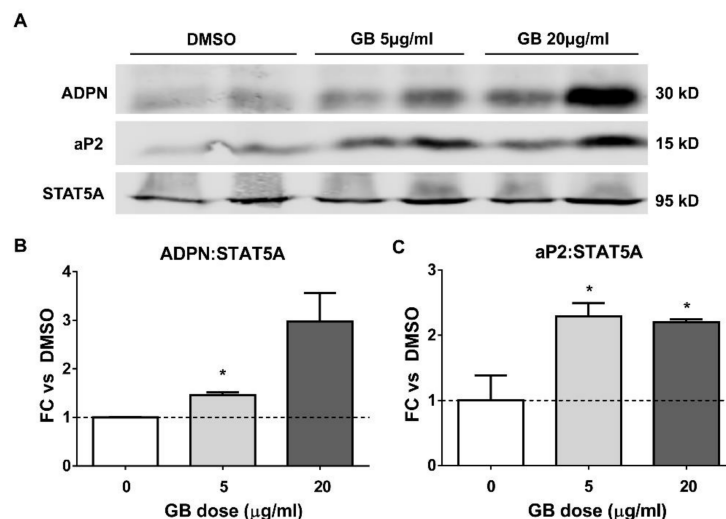 A
DMSO GB 5µg/ml GB 20µg/ml
ADPN 30 kD
aP2 15 kD
STAT5A 95 kD
B
ADPN:STAT5A
FC vs DMSO
4
3
2
1
0
*
0 5 20
GB dose (µg/ml)
C
aP2:STAT5A
FC vs DMSO
3
2
1
0
* *
0 5 20
GB dose (µg/ml)